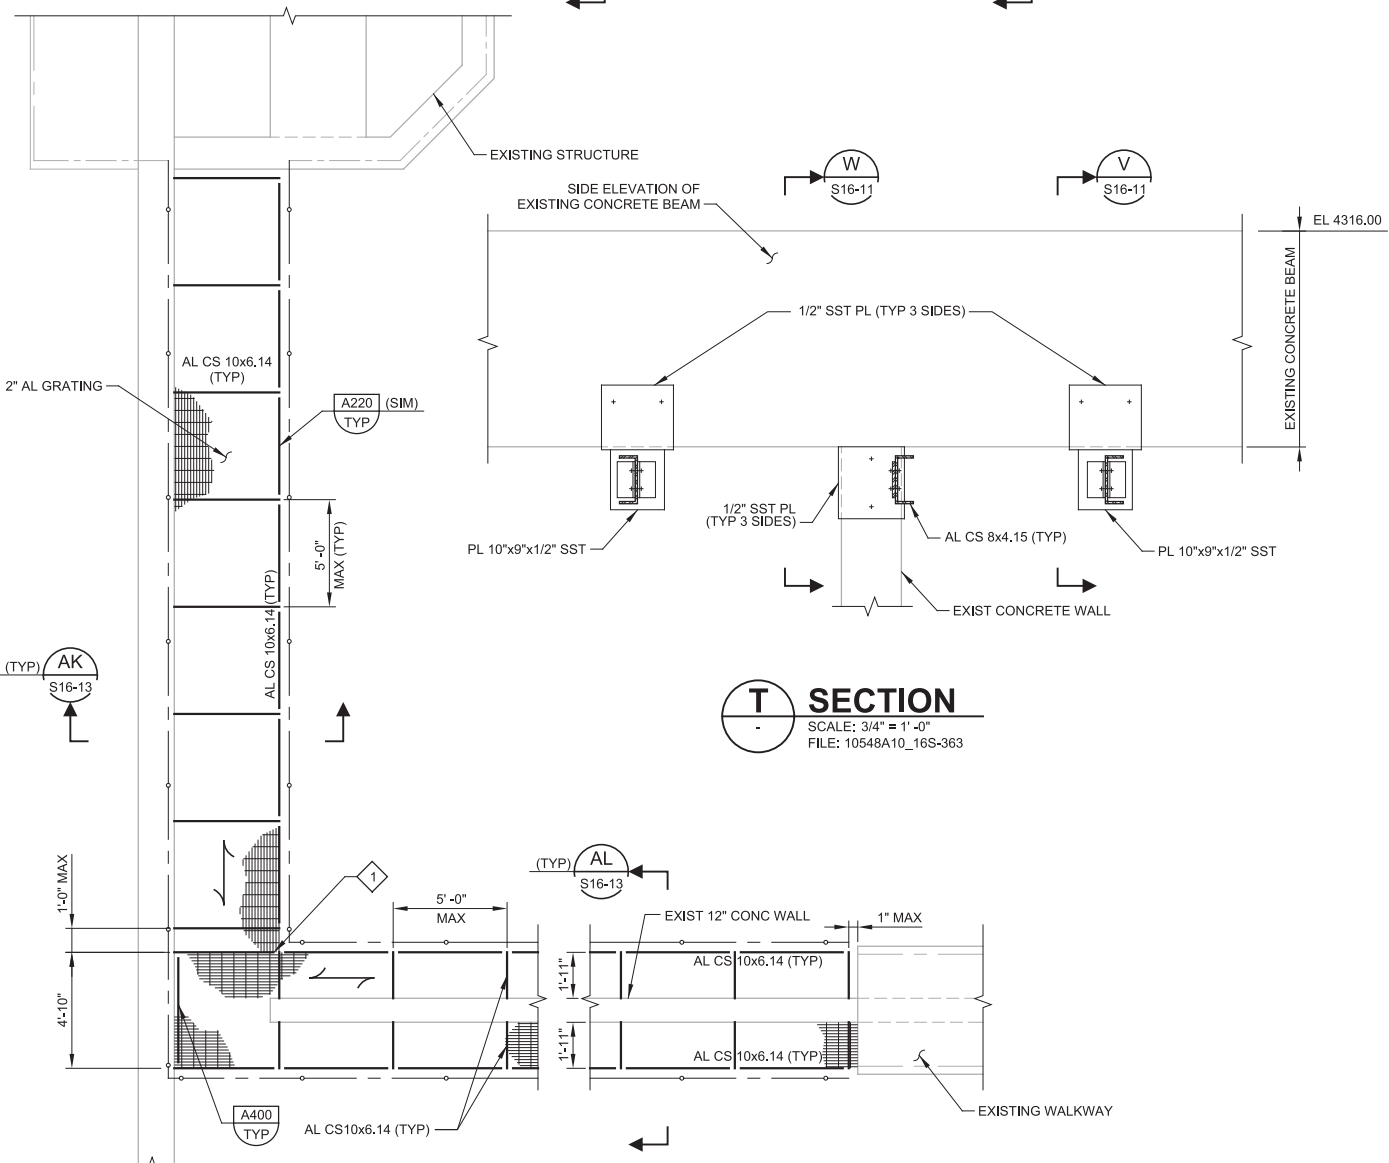 EXISTING STRUCTURE
W
S16-11
V
S16-11
SIDE ELEVATION OF
EXISTING CONCRETE BEAM
EL 4316.00
EXISTING CONCRETE BEAM
1/2" SST PL (TYP 3 SIDES)
AL CS 10x6.14
(TYP)
2" AL GRATING
A220 (SIM)
TYP
1/2" SST PL
(TYP 3 SIDES)
AL CS 8x4.15 (TYP)
PL 10"x9"x1/2" SST
PL 10"x9"x1/2" SST
5'-0"
MAX (TYP)
AL CS 10x6.14 (TYP)
EXIST CONCRETE WALL
(TYP) AK
S16-13
T SECTION
-
SCALE: 3/4" = 1'-0"
FILE: 10548A10_16S-363
1'-0" MAX
1
(TYP) AL
S16-13
5'-0"
MAX
EXIST 12" CONC WALL
1" MAX
1'-11"
AL CS 10x6.14 (TYP)
4'-10"
1'-11"
AL CS 10x6.14 (TYP)
A400
TYP
AL CS10x6.14 (TYP)
EXISTING WALKWAY